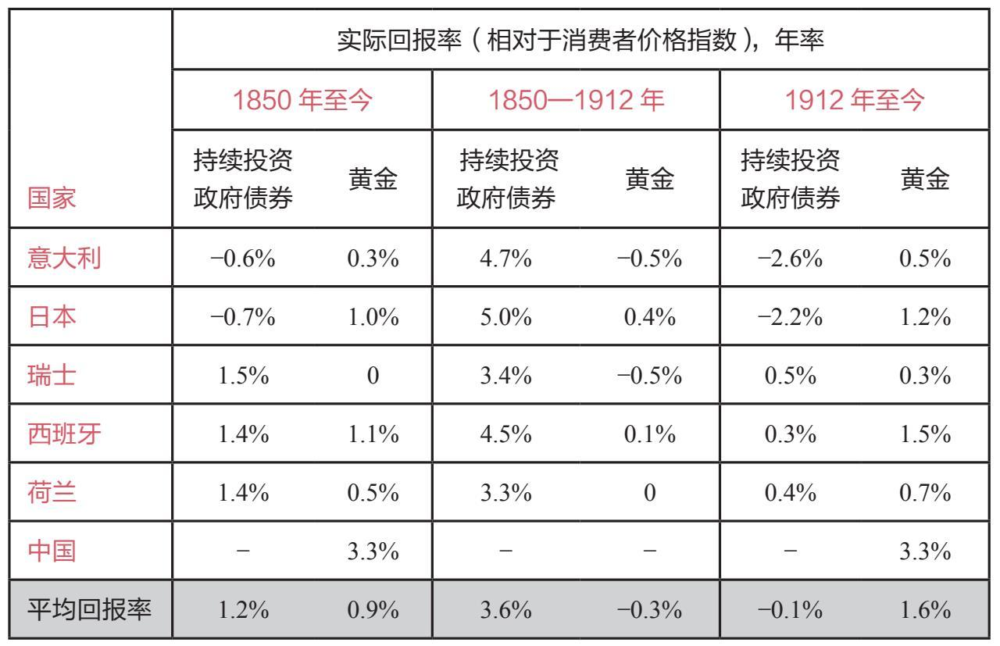 实际回报率（相对于消费者价格指数），年率
1850 年至今 1850—1912 年 1912 年至今
国家 持续投资政府债券 黄金 持续投资政府债券 黄金 持续投资政府债券 黄金
意大利 −0.6% 0.3% 4.7% −0.5% −2.6% 0.5%
日本 −0.7% 1.0% 5.0% 0.4% −2.2% 1.2%
瑞士 1.5% 0 3.4% −0.5% 0.5% 0.3%
西班牙 1.4% 1.1% 4.5% 0.1% 0.3% 1.5%
荷兰 1.4% 0.5% 3.3% 0 0.4% 0.7%
中国 − 3.3% − − − 3.3%
平均回报率 1.2% 0.9% 3.6% −0.3% −0.1% 1.6%